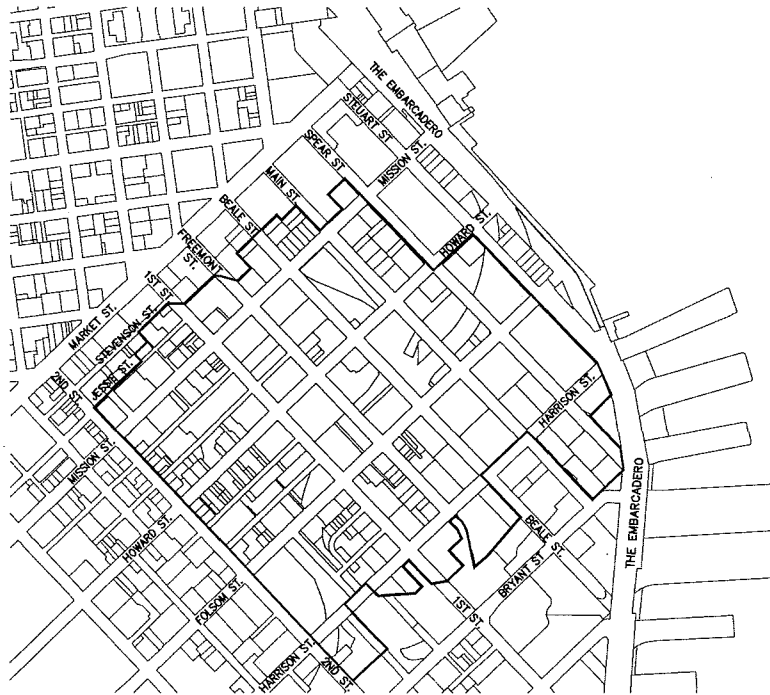 THE EMBARCADERO
STEUART ST
SPEAR ST
MISSION ST.
MAIN ST.
BEALE ST.
HOWARD ST.
FREEMONT
ST.
1ST ST
STEVENSON ST.
MARKET ST.
JESSIE ST.
2ND ST.
HARRISON ST.
MISSION ST.
HOWARD ST.
THE EMBARCADERO
BEALE ST.
BRYANT ST
FOLSOM ST.
1ST ST.
HARRISON ST.
2ND ST.